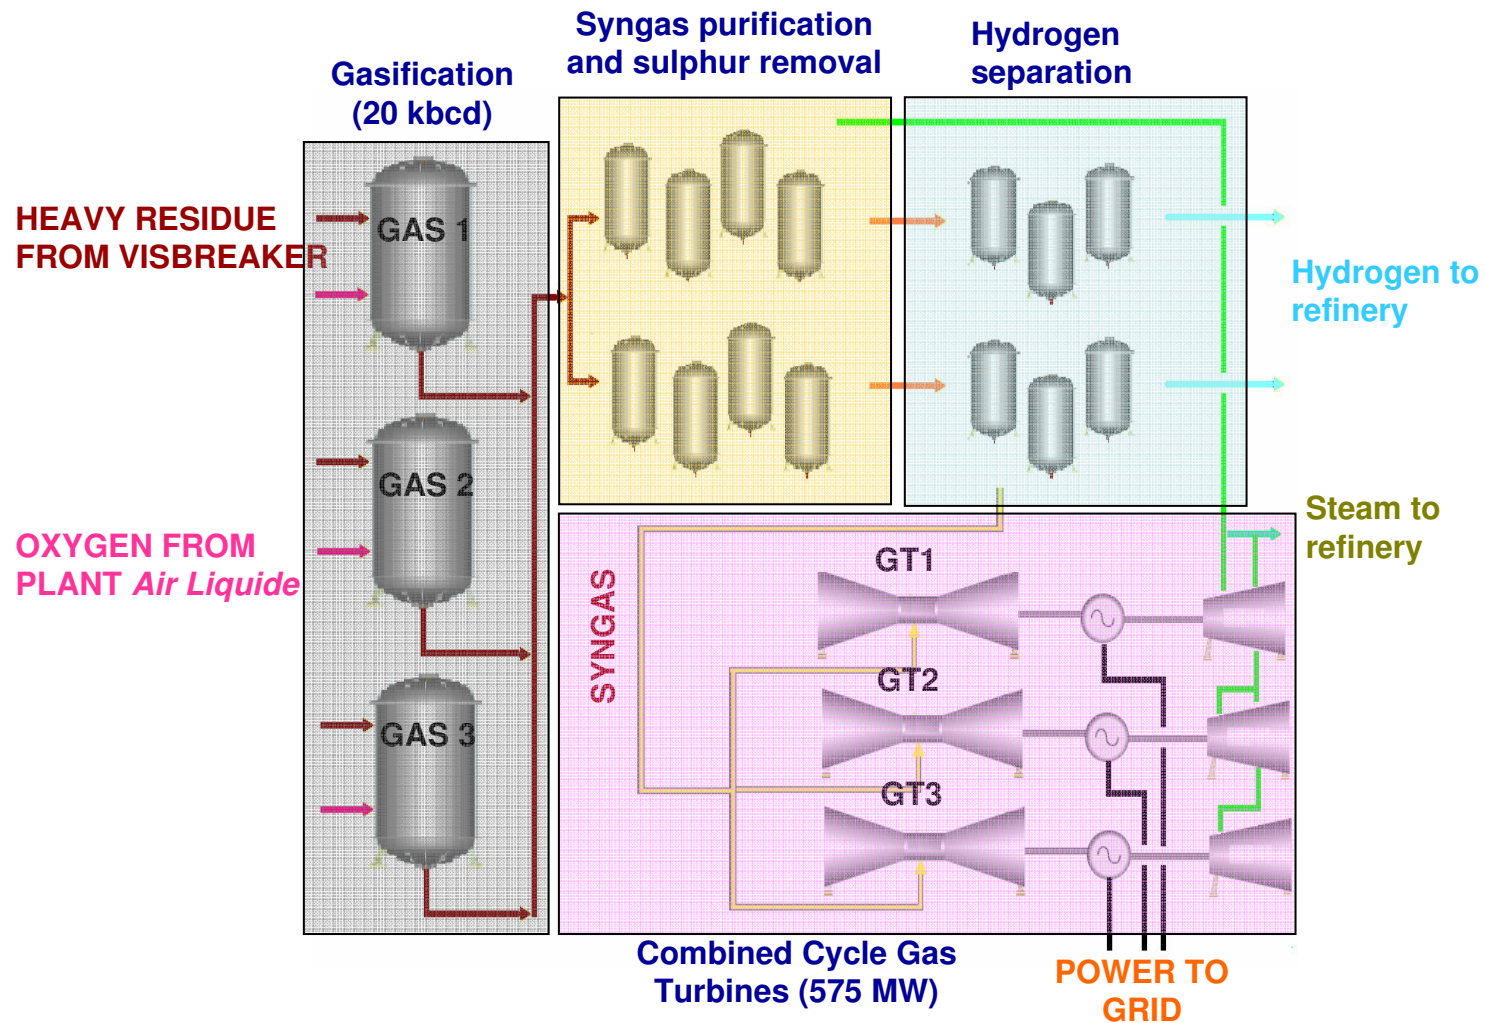 Syngas purification
and sulphur removal
Hydrogen
separation
Gasification
(20 kbcd)
HEAVY RESIDUE
FROM VISBREAKER
GAS 1
Hydrogen to
refinery
GAS 2
OXYGEN FROM
PLANT Air Liquide
Steam to
refinery
GT1
SYNGAS
GT2
GAS 3
GT3
Combined Cycle Gas
Turbines (575 MW)
POWER TO
GRID